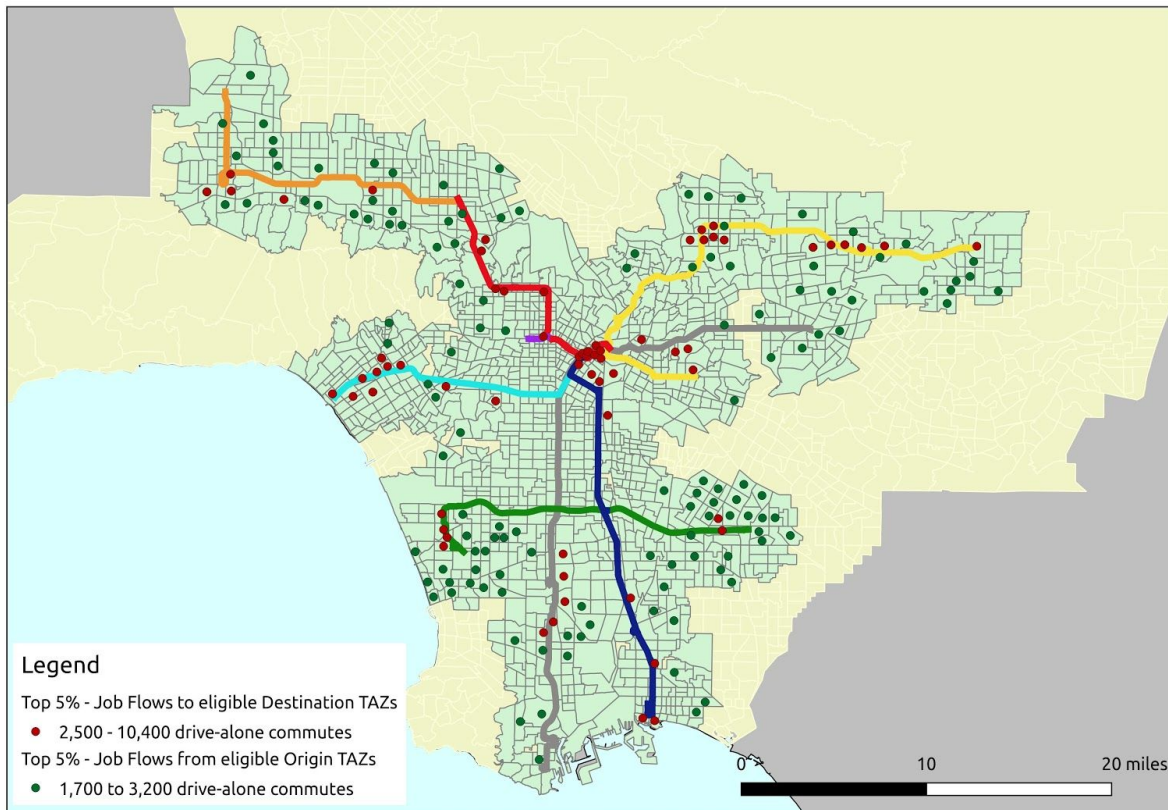 Legend
Top 5% - Job Flows to eligible Destination TAZs
2,500 - 10,400 drive-alone commutes
Top 5% - Job Flows from eligible Origin TAZs
1,700 to 3,200 drive-alone commutes
0 10 20 miles